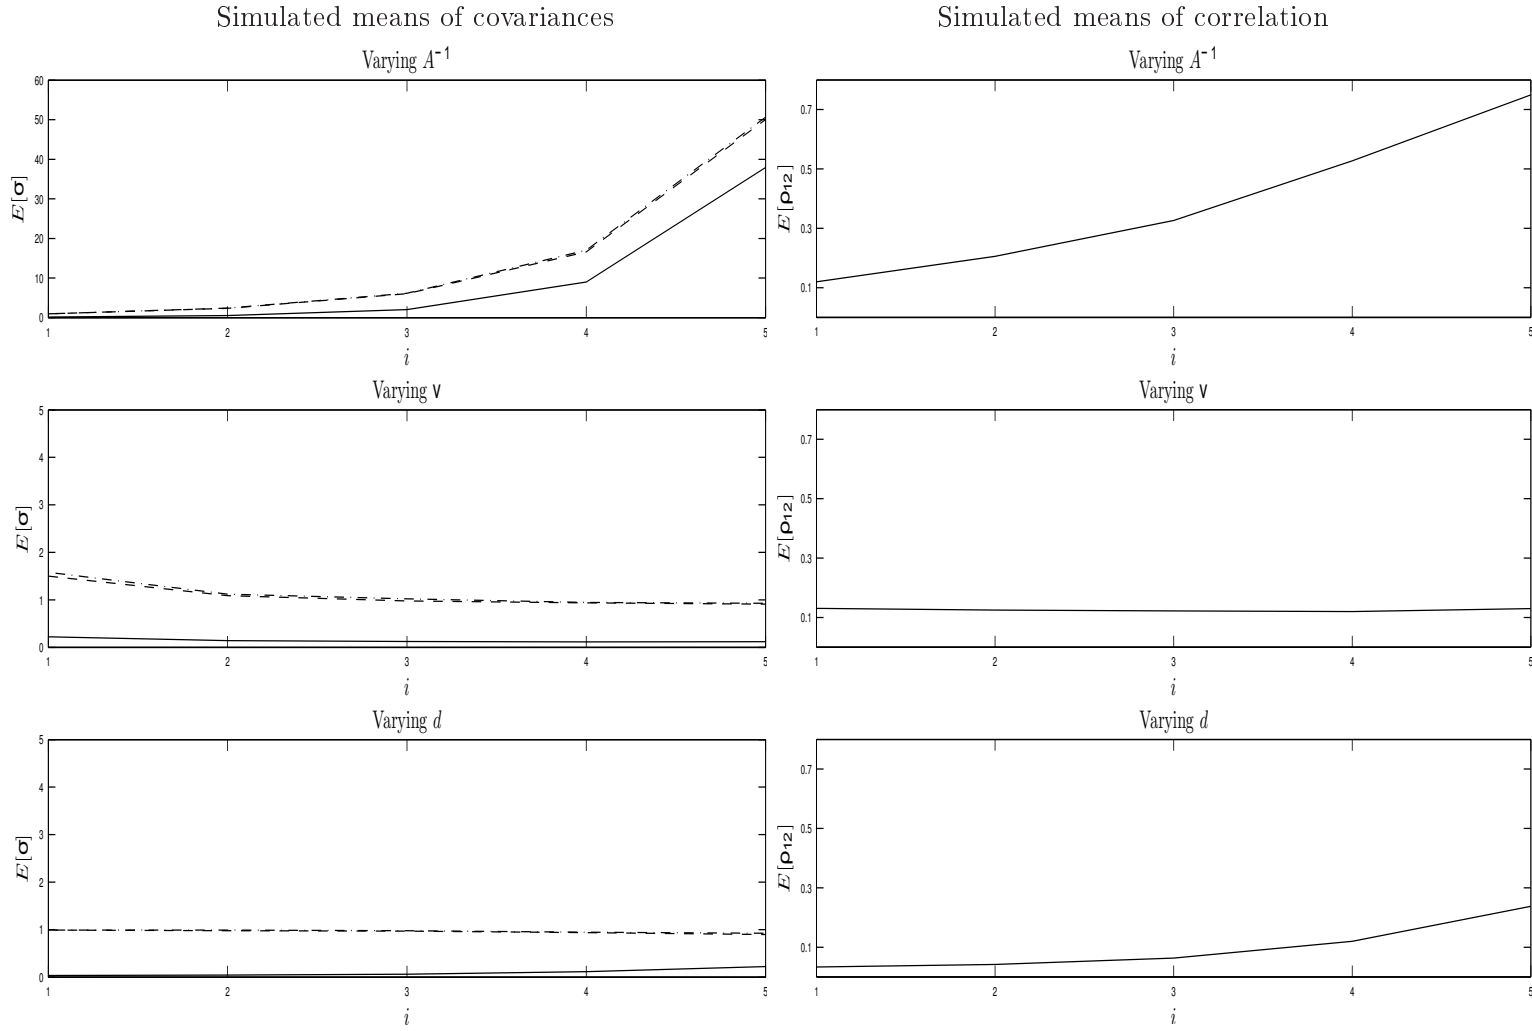 Simulated means of covariances
Simulated means of correlation
Varying A⁻¹
E[σ]
60
50
40
30
20
10
0
1 2 3 4 5
i
Varying A⁻¹
E[ρ₁₂]
0.7
0.5
0.3
0.1
1 2 3 4 5
i
Varying ν
E[σ]
5
4
3
2
1
0
1 2 3 4 5
i
Varying ν
E[ρ₁₂]
0.7
0.5
0.3
0.1
1 2 3 4 5
i
Varying d
E[σ]
5
4
3
2
1
0
1 2 3 4 5
i
Varying d
E[ρ₁₂]
0.7
0.5
0.3
0.1
1 2 3 4 5
i